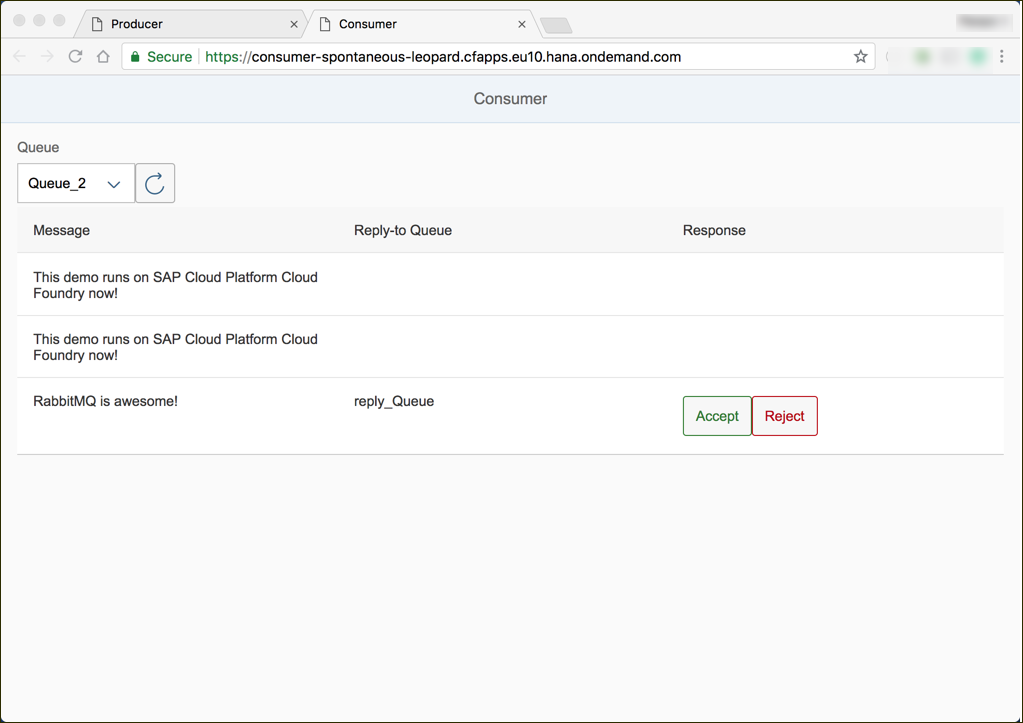 Producer
Consumer
Secure
https://consumer-spontaneous-leopard.cfapps.eu10.hana.ondemand.com
Consumer
Queue
Queue_2
Message Reply-to Queue Response
This demo runs on SAP Cloud Platform Cloud
Foundry now!
This demo runs on SAP Cloud Platform Cloud
Foundry now!
RabbitMQ is awesome! reply_Queue
Accept Reject